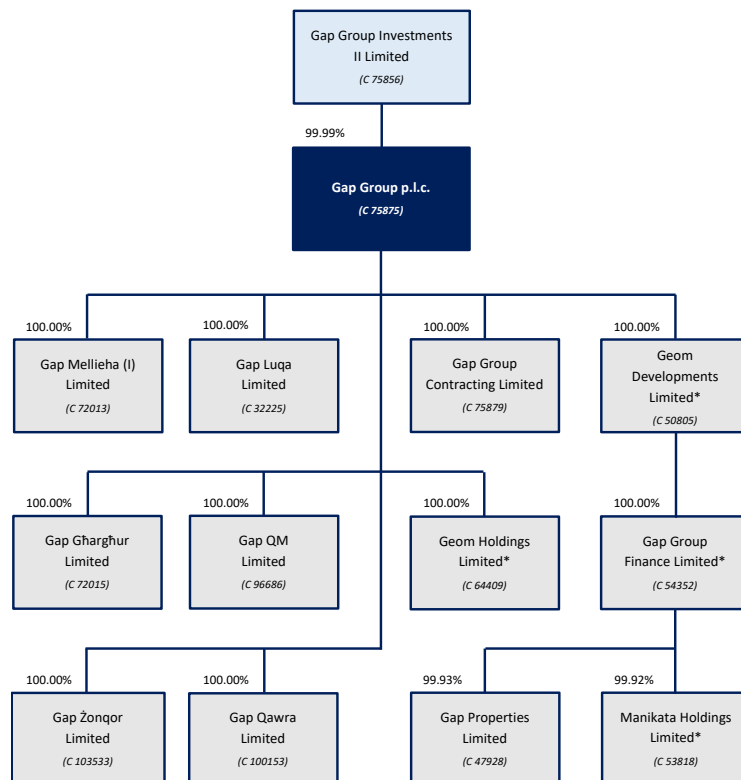 Gap Group Investments
II Limited
(C 75856)
99.99%
Gap Group p.l.c.
(C 75875)
100.00%
Gap Mellieha (I)
Limited
(C 72013)
100.00%
Gap Luqa
Limited
(C 32225)
100.00%
Gap Group
Contracting Limited
(C 75879)
100.00%
Geom
Developments
Limited*
(C 50805)
100.00%
Gap Għargħur
Limited
(C 72015)
100.00%
Gap QM
Limited
(C 96686)
Geom Holdings
Limited*
(C 64409)
100.00%
100.00%
Gap Group
Finance Limited*
(C 54352)
100.00%
Gap Żonqor
Limited
(C 103533)
100.00%
Gap Qawra
Limited
(C 100153)
99.93%
Gap Properties
Limited
(C 47928)
99.92%
Manikata Holdings
Limited*
(C 53818)